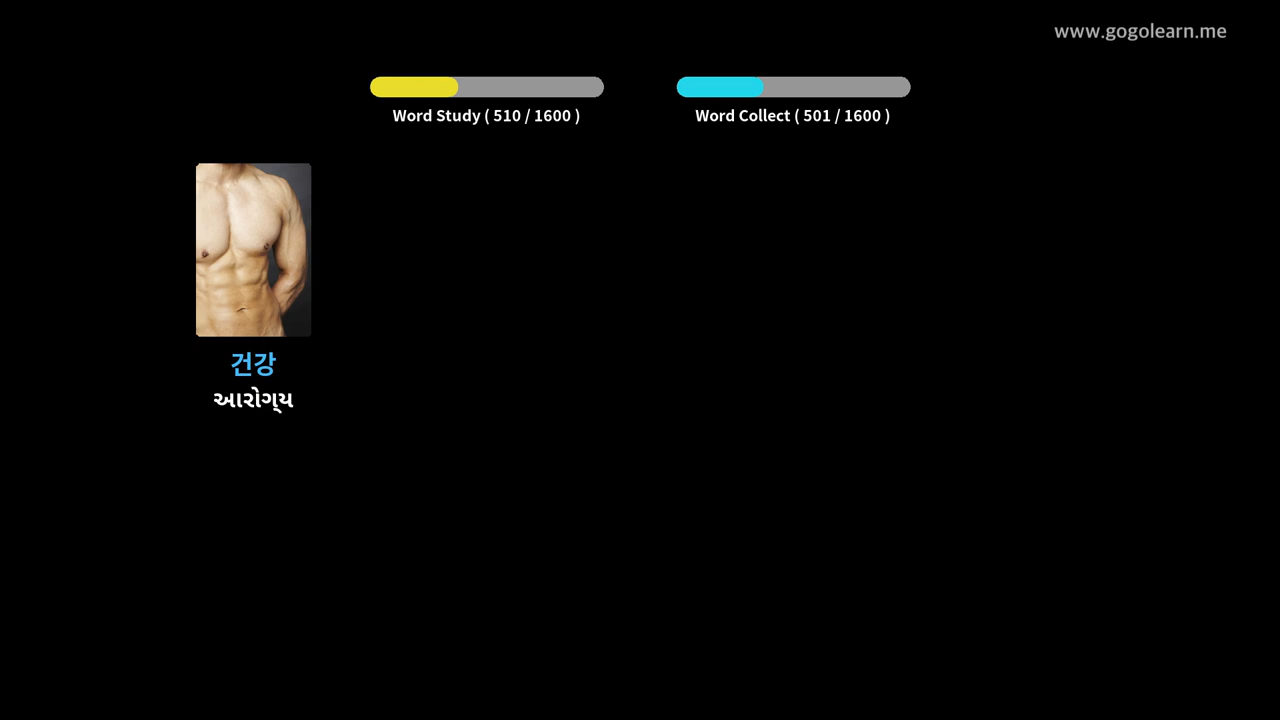 www.gogolearn.me
Word Study ( 510 / 1600 )
Word Collect ( 501 / 1600 )
건강
આરોગ્ય